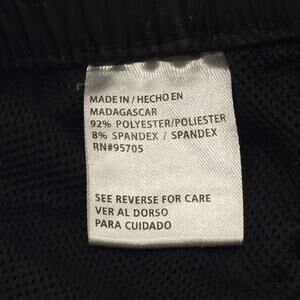 MADE IN / HECHO EN
MADAGASCAR
92% POLYESTER/POLIESTER
8% SPANDEX / SPANDEX
RN#95705
SEE REVERSE FOR CARE
VER AL DORSO
PARA CUIDADO